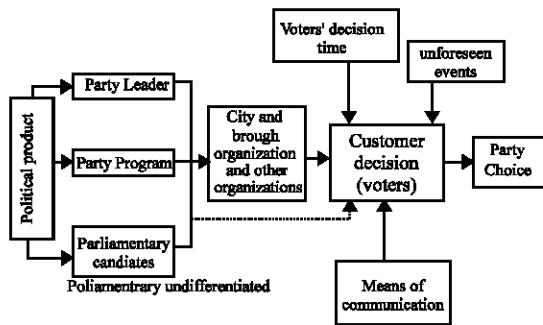 Voters' decision
time
unforeseen
events
Party Leader
Political product
Party Program
City and
brough
organization
and other
organizations
Customer
decision
(voters)
Party
Choice
Parliamentary
candiates
Poliamentrary undifferentiated
Means of
communication